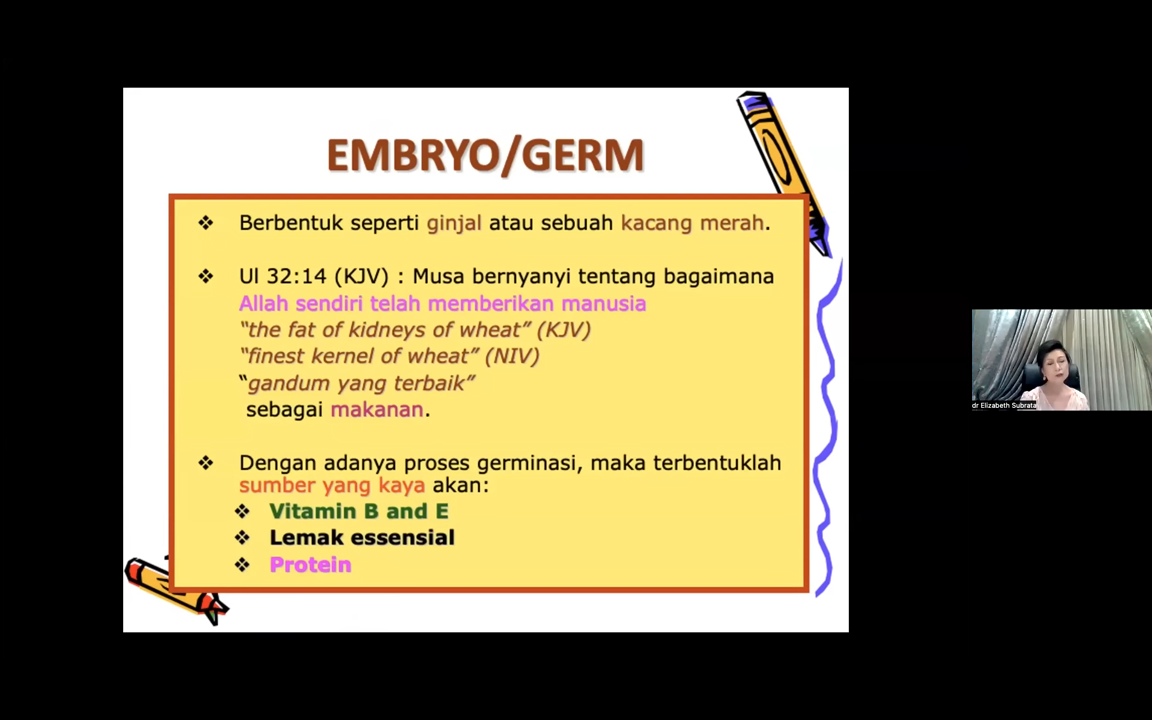 EMBRYO/GERM
❖ Berbentuk seperti ginjal atau sebuah kacang merah.
❖ Ul 32:14 (KJV) : Musa bernyanyi tentang bagaimana
Allah sendiri telah memberikan manusia
“the fat of kidneys of wheat” (KJV)
“finest kernel of wheat” (NIV)
“gandum yang terbaik”
sebagai makanan.
❖ Dengan adanya proses germinasi, maka terbentuklah
sumber yang kaya akan:
❖ Vitamin B and E
❖ Lemak essensial
❖ Protein
dr Elizabeth Subrata